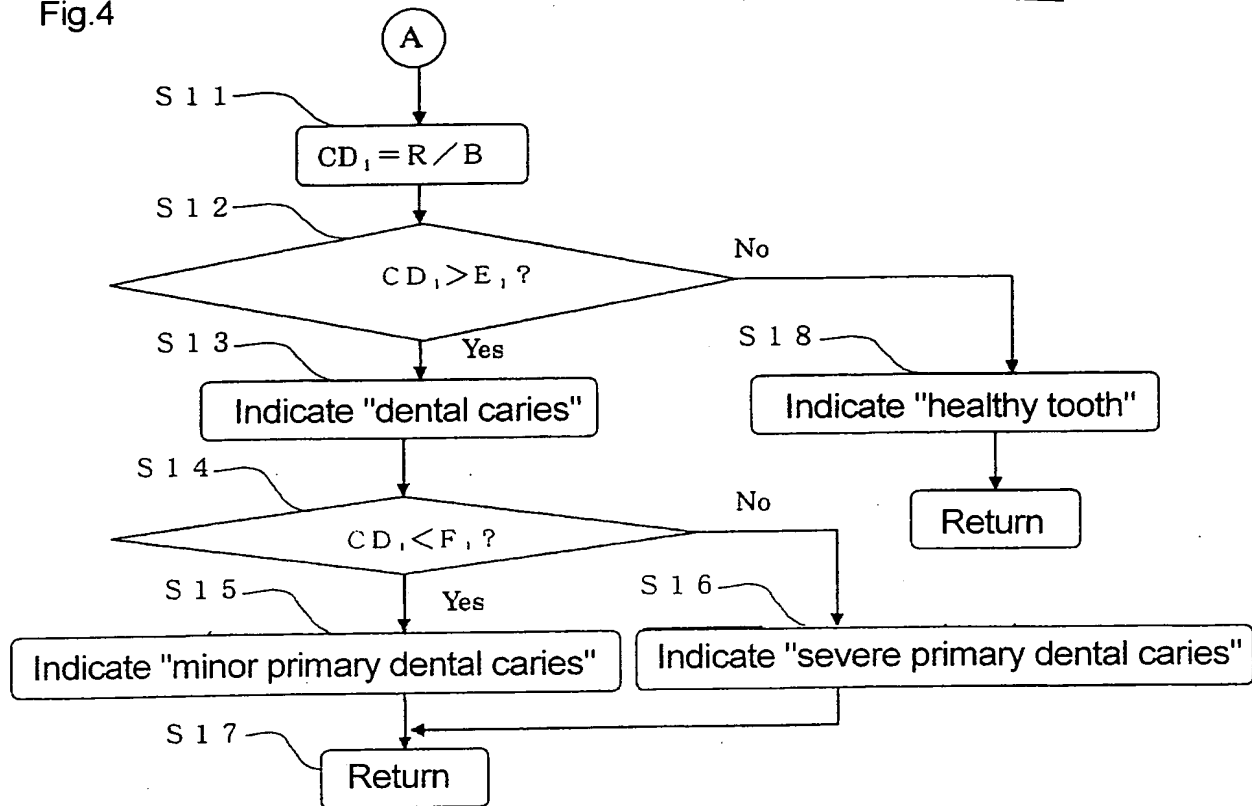 Fig.4
A
S11
CD₁=R/B
S12
CD₁>E₁?
No
S13
Yes
S18
Indicate "dental caries"
Indicate "healthy tooth"
S14
No
Return
CD₁<F₁?
S15
Yes
S16
Indicate "minor primary dental caries"
Indicate "severe primary dental caries"
S17
Return